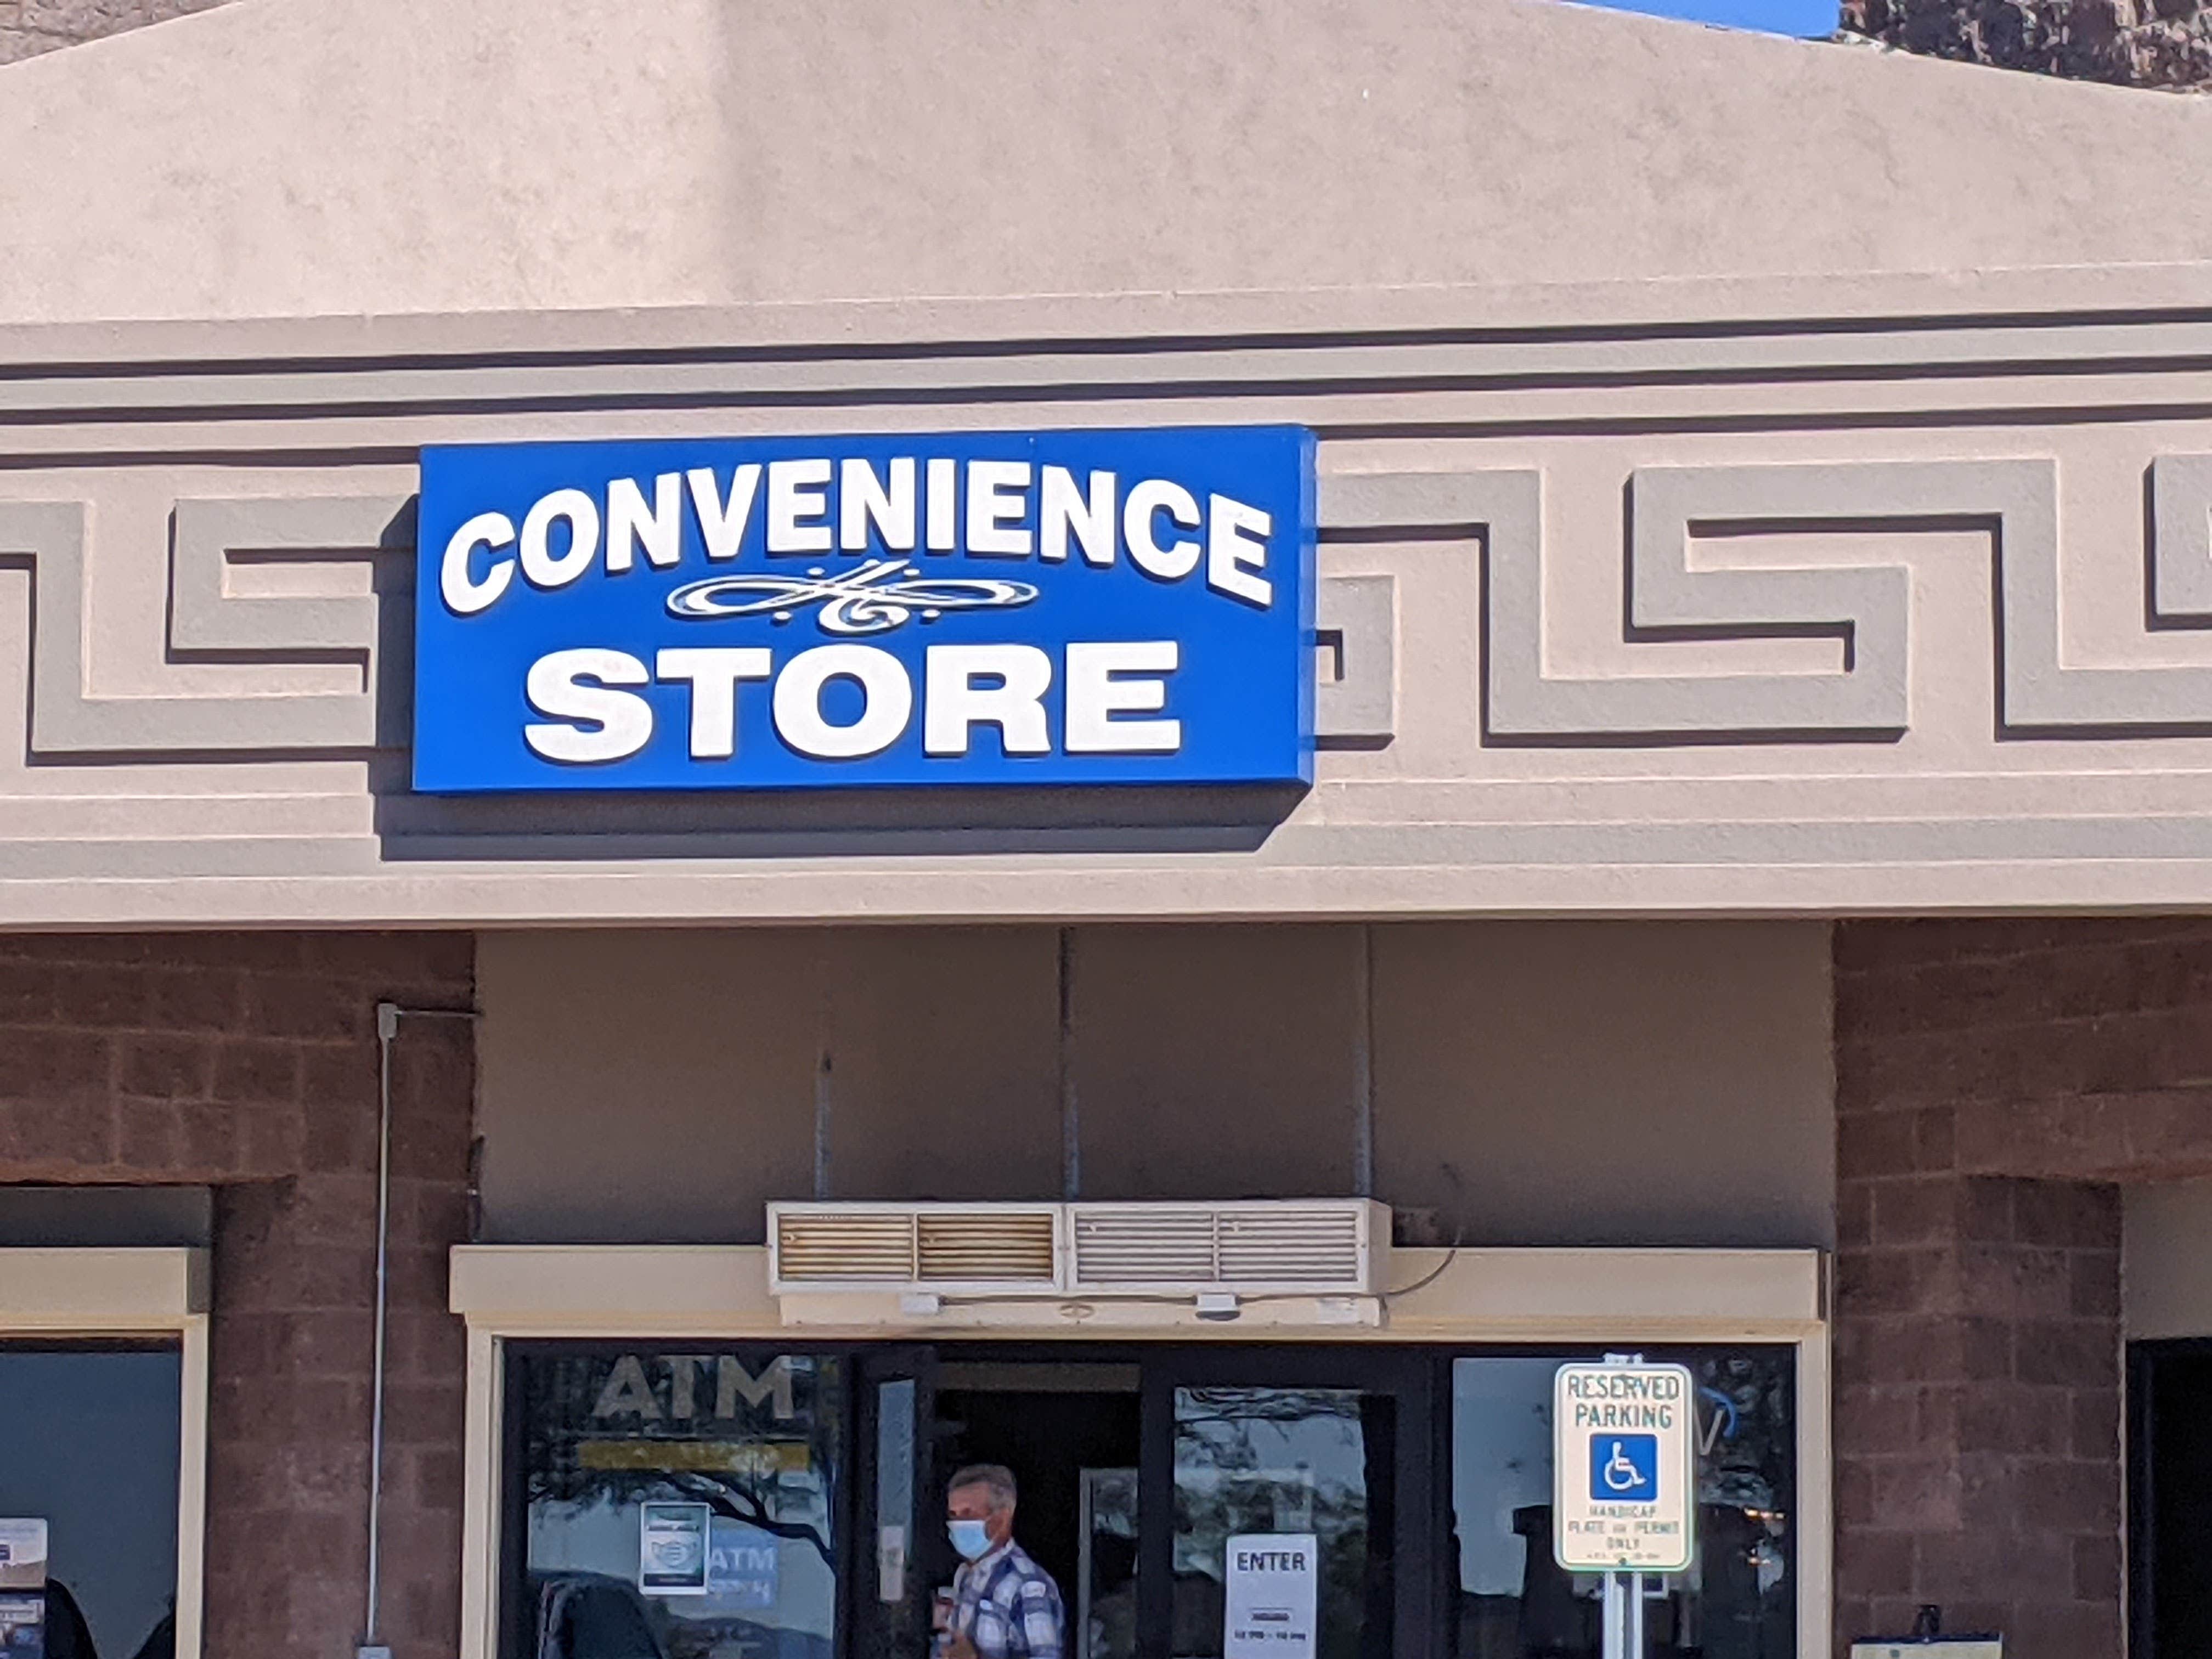 CONVENIENCE
STORE
ATM
ATM
ENTER
RESERVED
PARKING
HANDICAP
PLATE OR PERMIT
ONLY